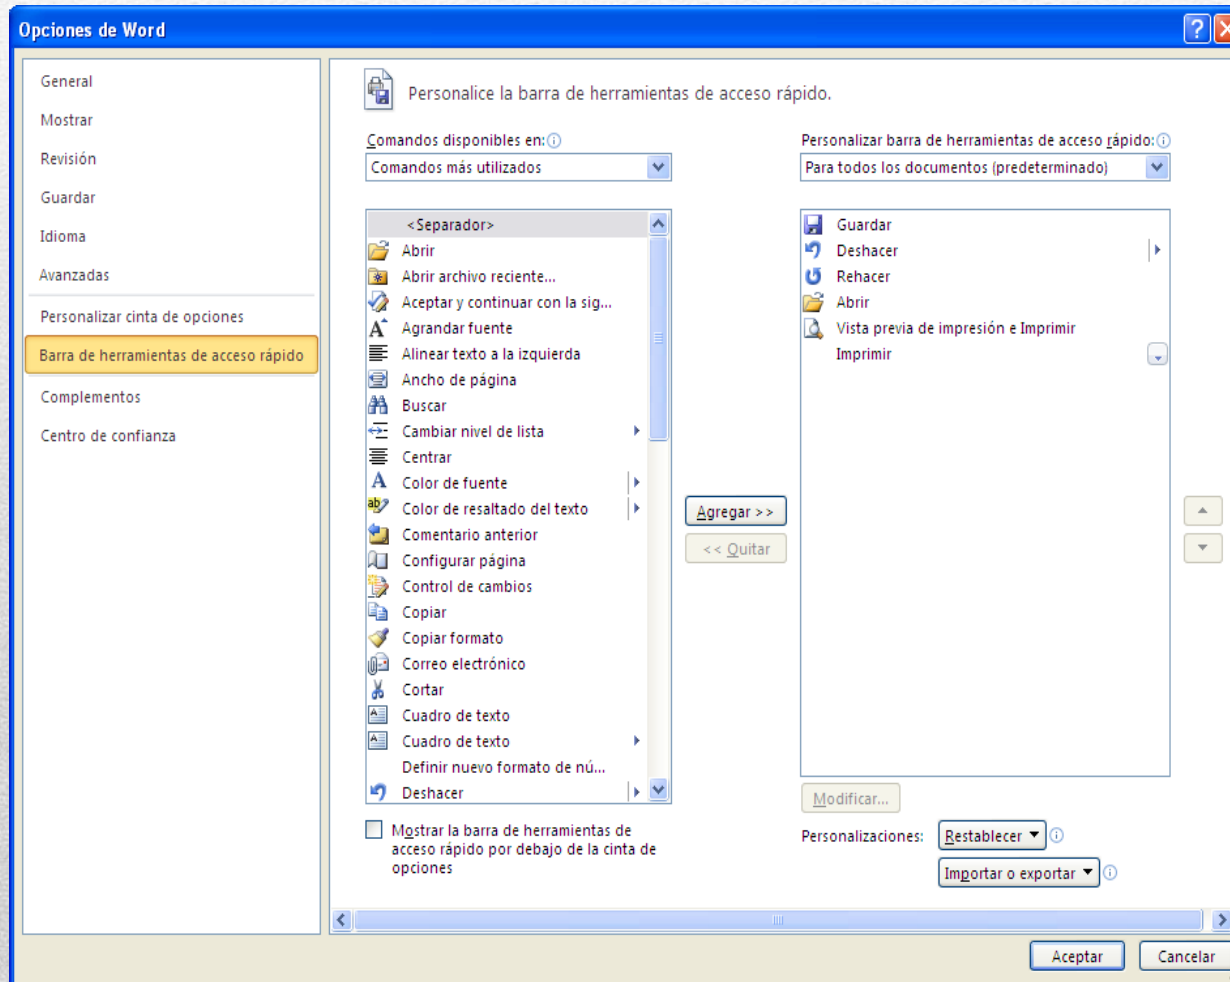 Opciones de Word
General
Mostrar
Revisión
Guardar
Idioma
Avanzadas
Personalizar cinta de opciones
Barra de herramientas de acceso rápido
Complementos
Centro de confianza
Personalice la barra de herramientas de acceso rápido.
Comandos disponibles en:
Comandos más utilizados
<Separador>
Abrir
Abrir archivo reciente...
Aceptar y continuar con la sig...
Agrandar fuente
Alinear texto a la izquierda
Ancho de página
Buscar
Cambiar nivel de lista
Centrar
Color de fuente
Color de resaltado del texto
Comentario anterior
Configurar página
Control de cambios
Copiar
Copiar formato
Correo electrónico
Cortar
Cuadro de texto
Cuadro de texto
Definir nuevo formato de nú...
Deshacer
Mostrar la barra de herramientas de
acceso rápido por debajo de la cinta de
opciones
Agregar >>
<< Quitar
Personalizar barra de herramientas de acceso rápido:
Para todos los documentos (predeterminado)
Guardar
Deshacer
Rehacer
Abrir
Vista previa de impresión e Imprimir
Imprimir
Modificar...
Personalizaciones:
Restablecer
Importar o exportar
Aceptar
Cancelar